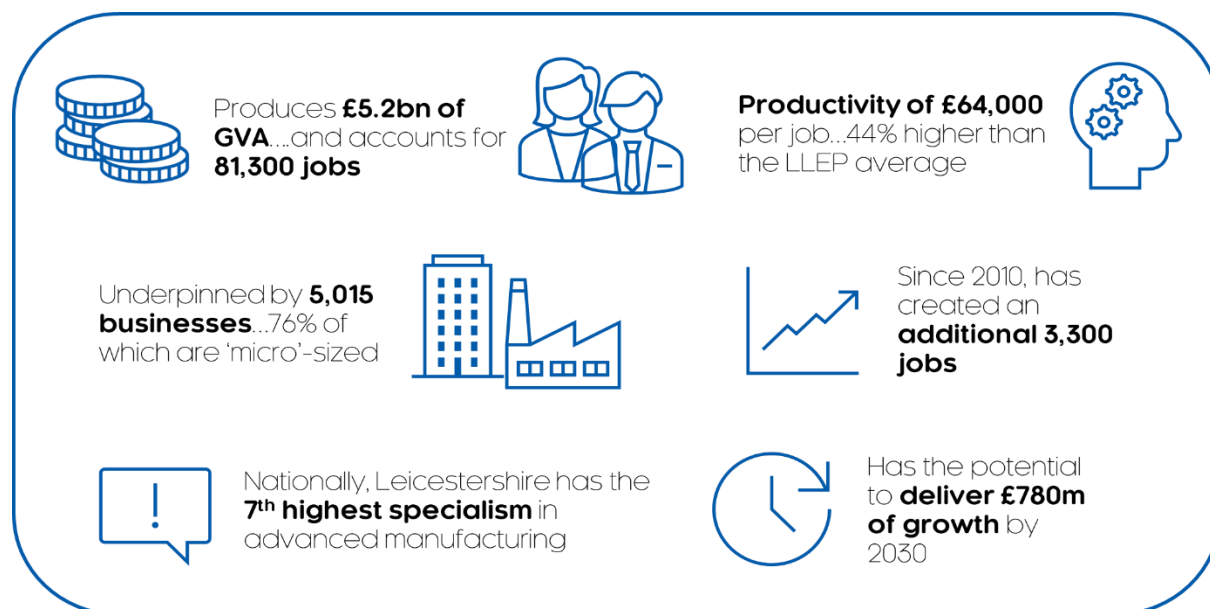 Produces £5.2bn of
GVA....and accounts for
81,300 jobs
Productivity of £64,000
per job...44% higher than
the LLEP average
Underpinned by 5,015
businesses...76% of
which are 'micro'-sized
Since 2010, has
created an
additional 3,300
jobs
!
Nationally, Leicestershire has the
7th highest specialism in
advanced manufacturing
Has the potential
to deliver £780m
of growth by
2030